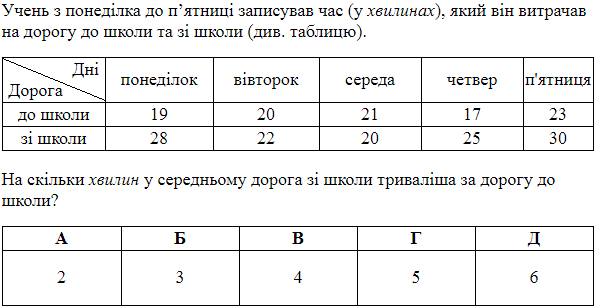 Учень з понеділка до п’ятниці записував час (у хвилинах), який він витрачав
на дорогу до школи та зі школи (див. таблицю).
Дні
Дорога понеділок вівторок середа четвер п'ятниця
до школи 19 20 21 17 23
зі школи 28 22 20 25 30
На скільки хвилин у середньому дорога зі школи триваліша за дорогу до
школи?
А Б В Г Д
2 3 4 5 6